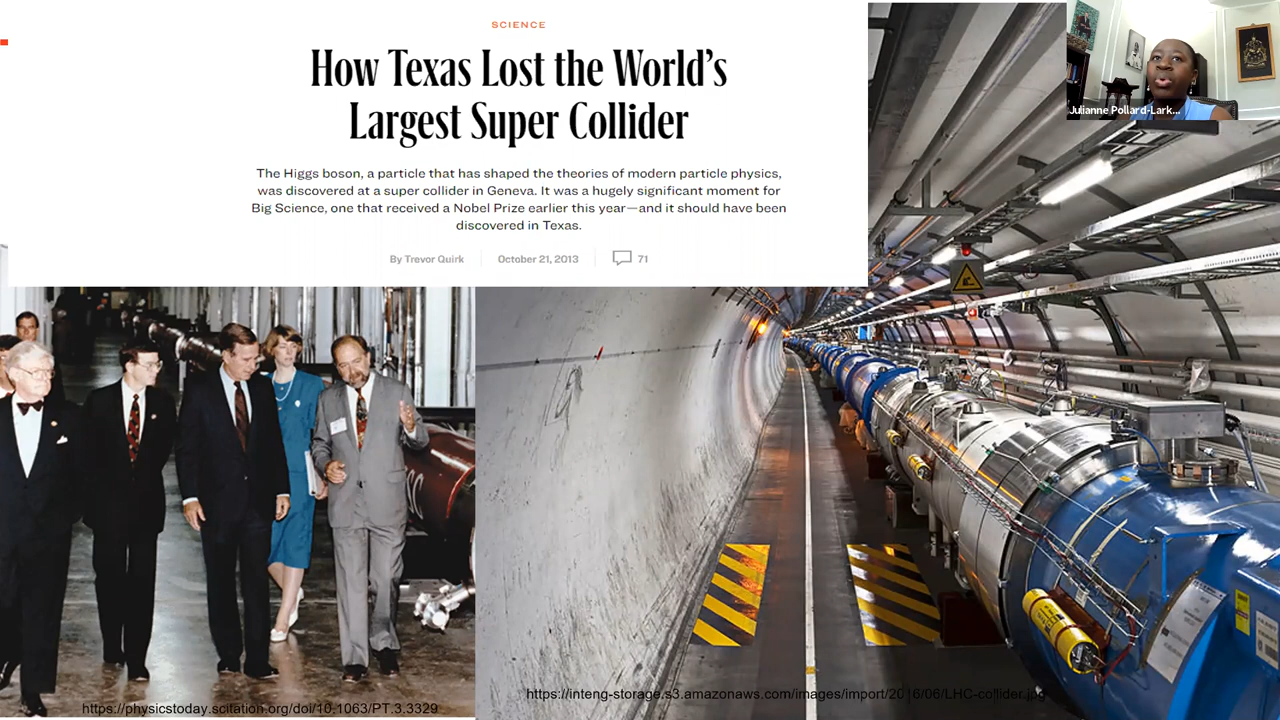 SCIENCE
How Texas Lost the World's
Largest Super Collider
The Higgs boson, a particle that has shaped the theories of modern particle physics,
was discovered at a super collider in Geneva. It was a hugely significant moment for
Big Science, one that received a Nobel Prize earlier this year—and it should have been
discovered in Texas.
By Trevor Quirk
October 21, 2013
71
Julianne Pollard-Lark...
https://physicstoday.scitation.org/doi/10.1063/PT.3.3329
https://inteng-storage.s3.amazonaws.com/images/import/2016/06/LHC-collider.jpg